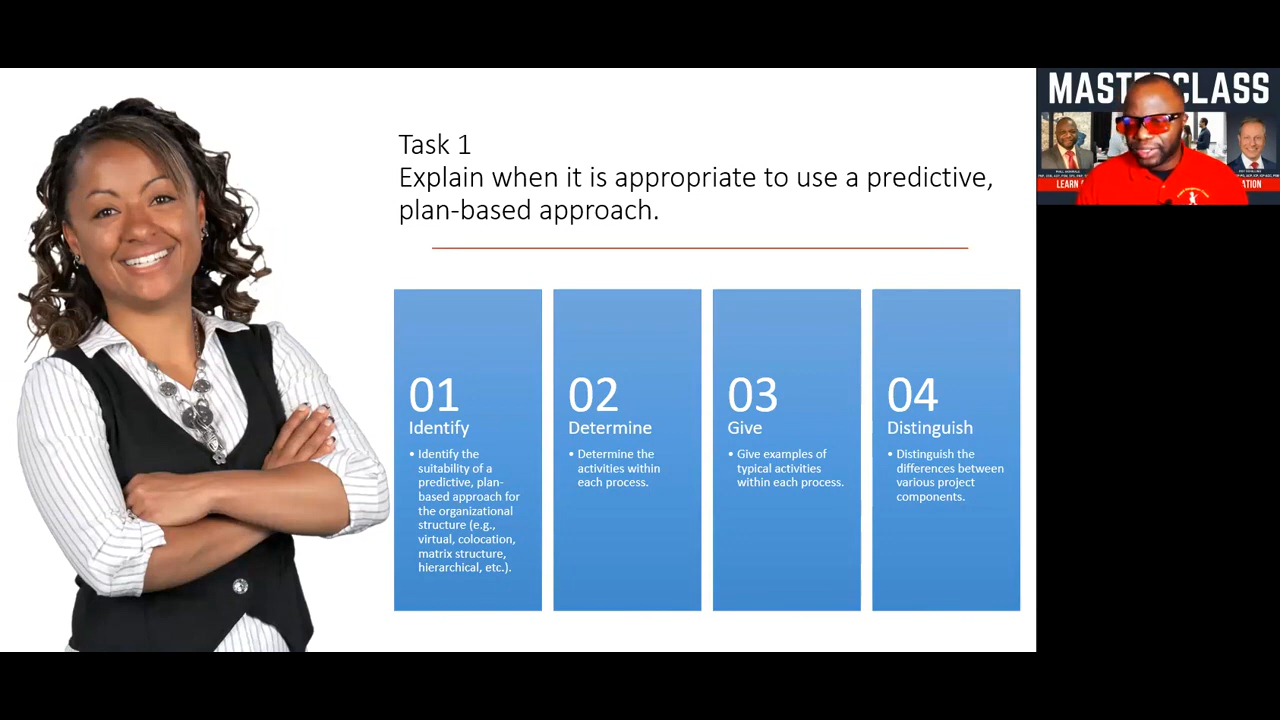 Task 1
Explain when it is appropriate to use a predictive,
plan-based approach.
01
Identify
• Identify the
suitability of a
predictive, plan-
based approach for
the organizational
structure (e.g.,
virtual, colocation,
matrix structure,
hierarchical, etc.).
02
Determine
• Determine the
activities within
each process.
03
Give
• Give examples of
typical activities
within each process.
04
Distinguish
• Distinguish the
differences between
various project
components.
LEARN